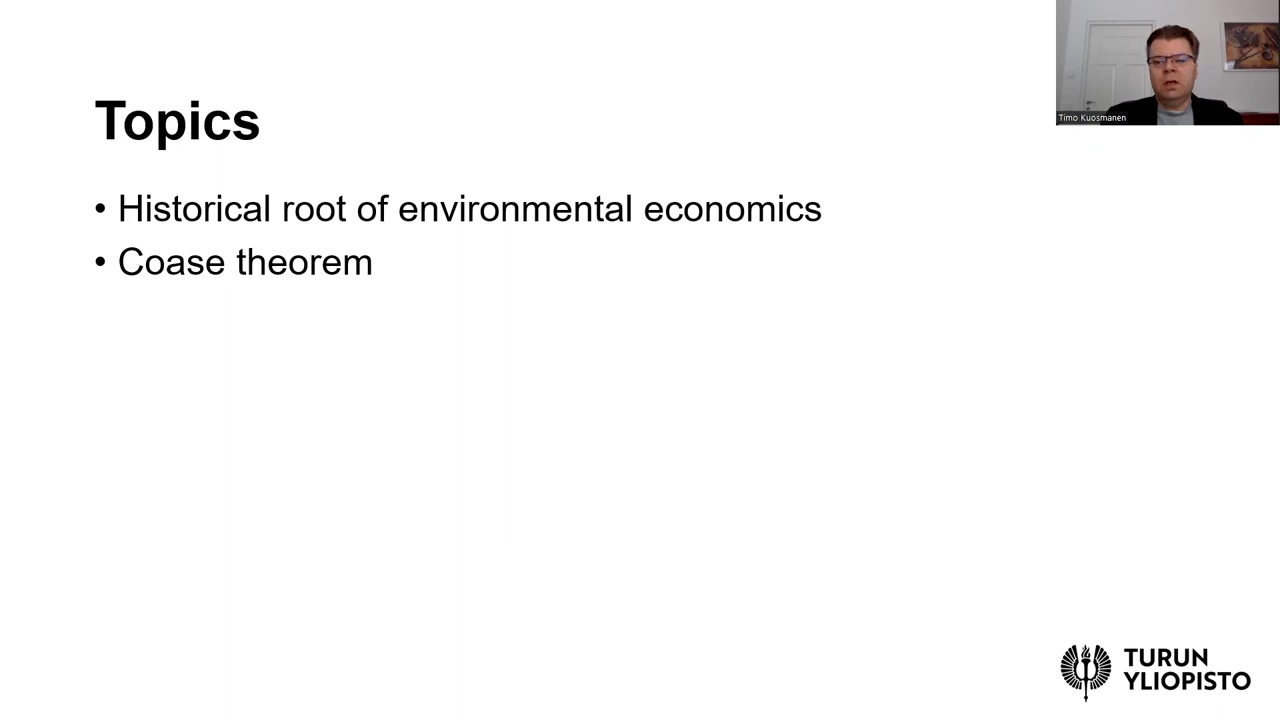 Topics
• Historical root of environmental economics
• Coase theorem
Timo Kuosmanen
TURUN
YLIOPISTO